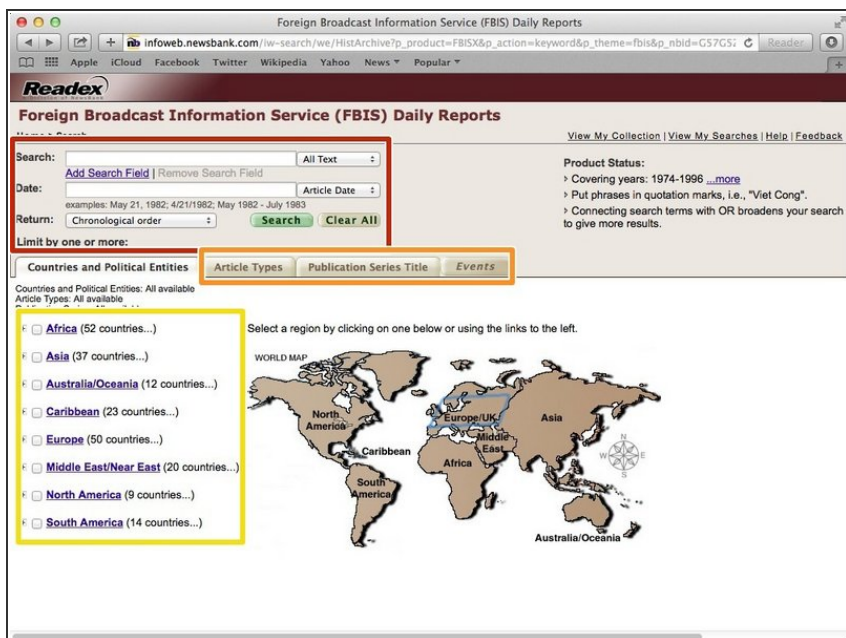 Foreign Broadcast Information Service (FBIS) Daily Reports
nb infoweb.newsbank.com/iw-search/we/HistArchive?p_product=FBISX&p_action=keyword&p_theme=fbis&p_nbid=G57G5 Reader
Apple iCloud Facebook Twitter Wikipedia Yahoo News Popular
Readex
Foreign Broadcast Information Service (FBIS) Daily Reports
View My Collection | View My Searches | Help | Feedback
Search: All Text
Add Search Field | Remove Search Field
Date: Article Date
examples: May 21, 1982; 4/21/1982; May 1982 - July 1983
Return: Chronological order Search Clear All
Limit by one or more:
Product Status:
› Covering years: 1974-1996 ...more
› Put phrases in quotation marks, i.e., "Viet Cong".
› Connecting search terms with OR broadens your search
to give more results.
Countries and Political Entities Article Types Publication Series Title Events
Countries and Political Entities: All available
Article Types: All available
Africa (52 countries...)
Asia (37 countries...)
Australia/Oceania (12 countries...)
Caribbean (23 countries...)
Europe (50 countries...)
Middle East/Near East (20 countries...)
North America (9 countries...)
South America (14 countries...)
Select a region by clicking on one below or using the links to the left.
WORLD MAP
North
America
Europe/UK
Asia
Caribbean
Middle
East
Africa
South
America
Australia/Oceania
N
W E
S